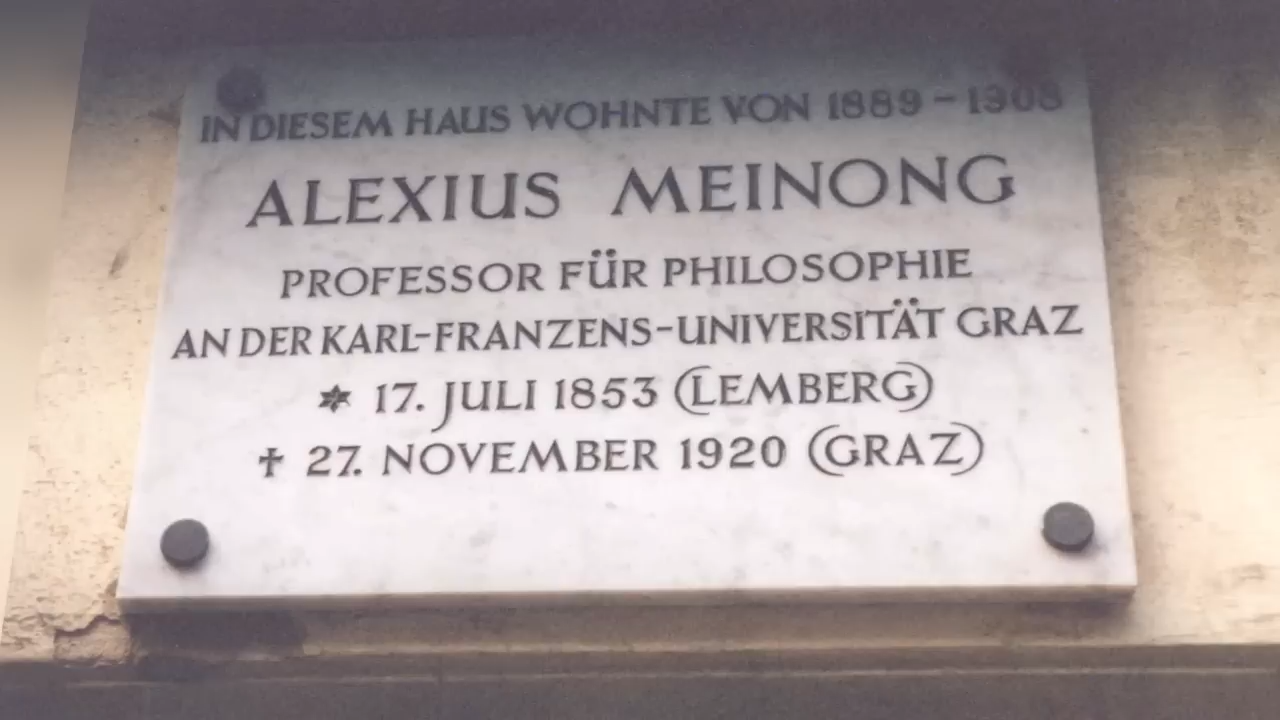 IN DIESEM HAUS WOHNTE VON 1889 – 1908
ALEXIUS MEINONG
PROFESSOR FÜR PHILOSOPHIE
AN DER KARL-FRANZENS-UNIVERSITÄT GRAZ
* 17. JULI 1853 (LEMBERG)
† 27. NOVEMBER 1920 (GRAZ)